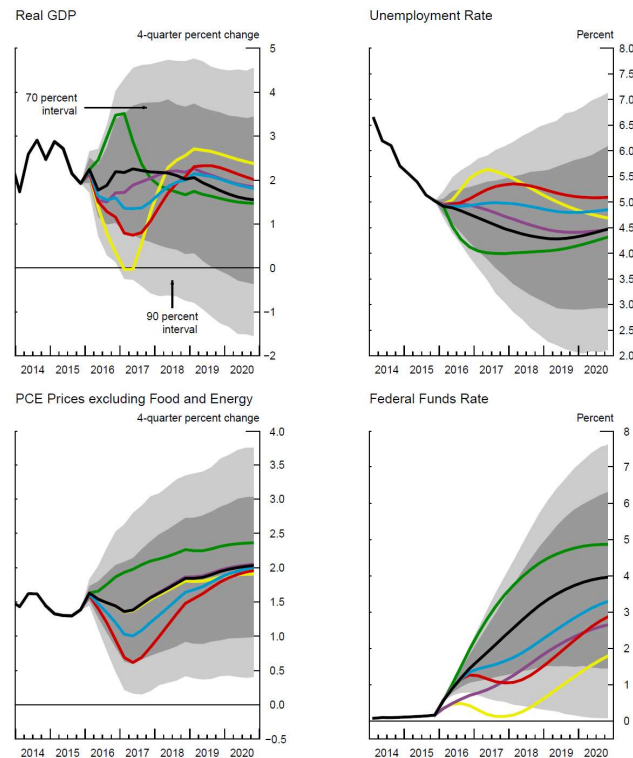 Real GDP
4-quarter percent change
5
4
3
2
1
0
−1
−2
70 percent
interval
90 percent
interval
2014 2015 2016 2017 2018 2019 2020
Unemployment Rate
Percent
8.0
7.5
7.0
6.5
6.0
5.5
5.0
4.5
4.0
3.5
3.0
2.5
2.0
2014 2015 2016 2017 2018 2019 2020
PCE Prices excluding Food and Energy
4-quarter percent change
4.0
3.5
3.0
2.5
2.0
1.5
1.0
0.5
0.0
−0.5
2014 2015 2016 2017 2018 2019 2020
Federal Funds Rate
Percent
8
7
6
5
4
3
2
1
0
2014 2015 2016 2017 2018 2019 2020